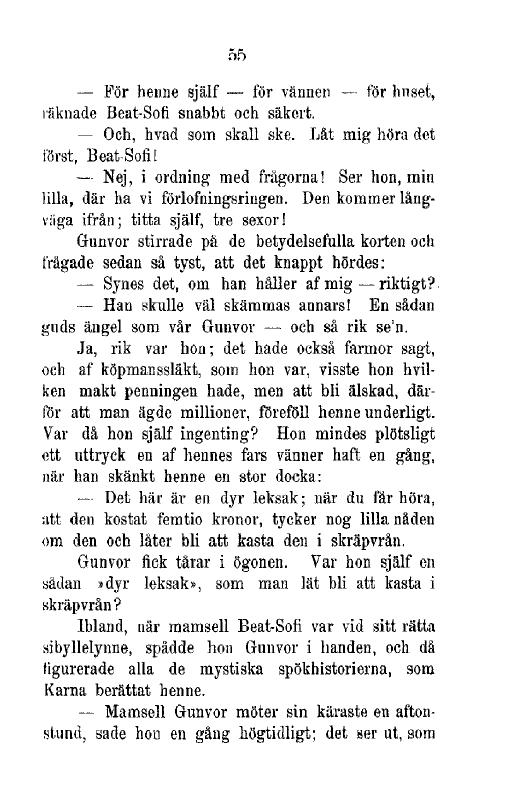 55
— För henne själf — för vännen — för huset,
räknade Beat-Sofi snabbt och säkert.
— Och, hvad som skall ske. Låt mig höra det
först, Beat-Sofi!
— Nej, i ordning med frågorna! Ser hon, min
lilla, där ha vi förlofningsringen. Den kommer lång-
väga ifrån; titta själf, tre sexor!
Gunvor stirrade på de betydelsefulla korten och
frågade sedan så tyst, att det knappt hördes:
— Synes det, om han håller af mig — riktigt?
— Han skulle väl skämmas annars! En sådan
guds ängel som vår Gunvor — och så rik se'n.
Ja, rik var hon; det hade också farmor sagt,
och af köpmanssläkt, som hon var, visste hon hvil-
ken makt penningen hade, men att bli älskad, där-
för att man ägde millioner, föreföll henne underligt.
Var då hon själf ingenting? Hon mindes plötsligt
ett uttryck en af hennes fars vänner haft en gång,
när han skänkt henne en stor docka:
— Det här är en dyr leksak; när du får höra,
att den kostat femtio kronor, tycker nog lilla nåden
om den och låter bli att kasta den i skräpvrån.
Gunvor fick tårar i ögonen. Var hon själf en
sådan »dyr leksak», som man lät bli att kasta i
skräpvrån?
Ibland, när mamsell Beat-Sofi var vid sitt rätta
sibyllelynne, spådde hon Gunvor i handen, och då
figurerade alla de mystiska spökhistorierna, som
Karna berättat henne.
— Mamsell Gunvor möter sin käraste en afton-
stund, sade hon en gång högtidligt; det ser ut, som